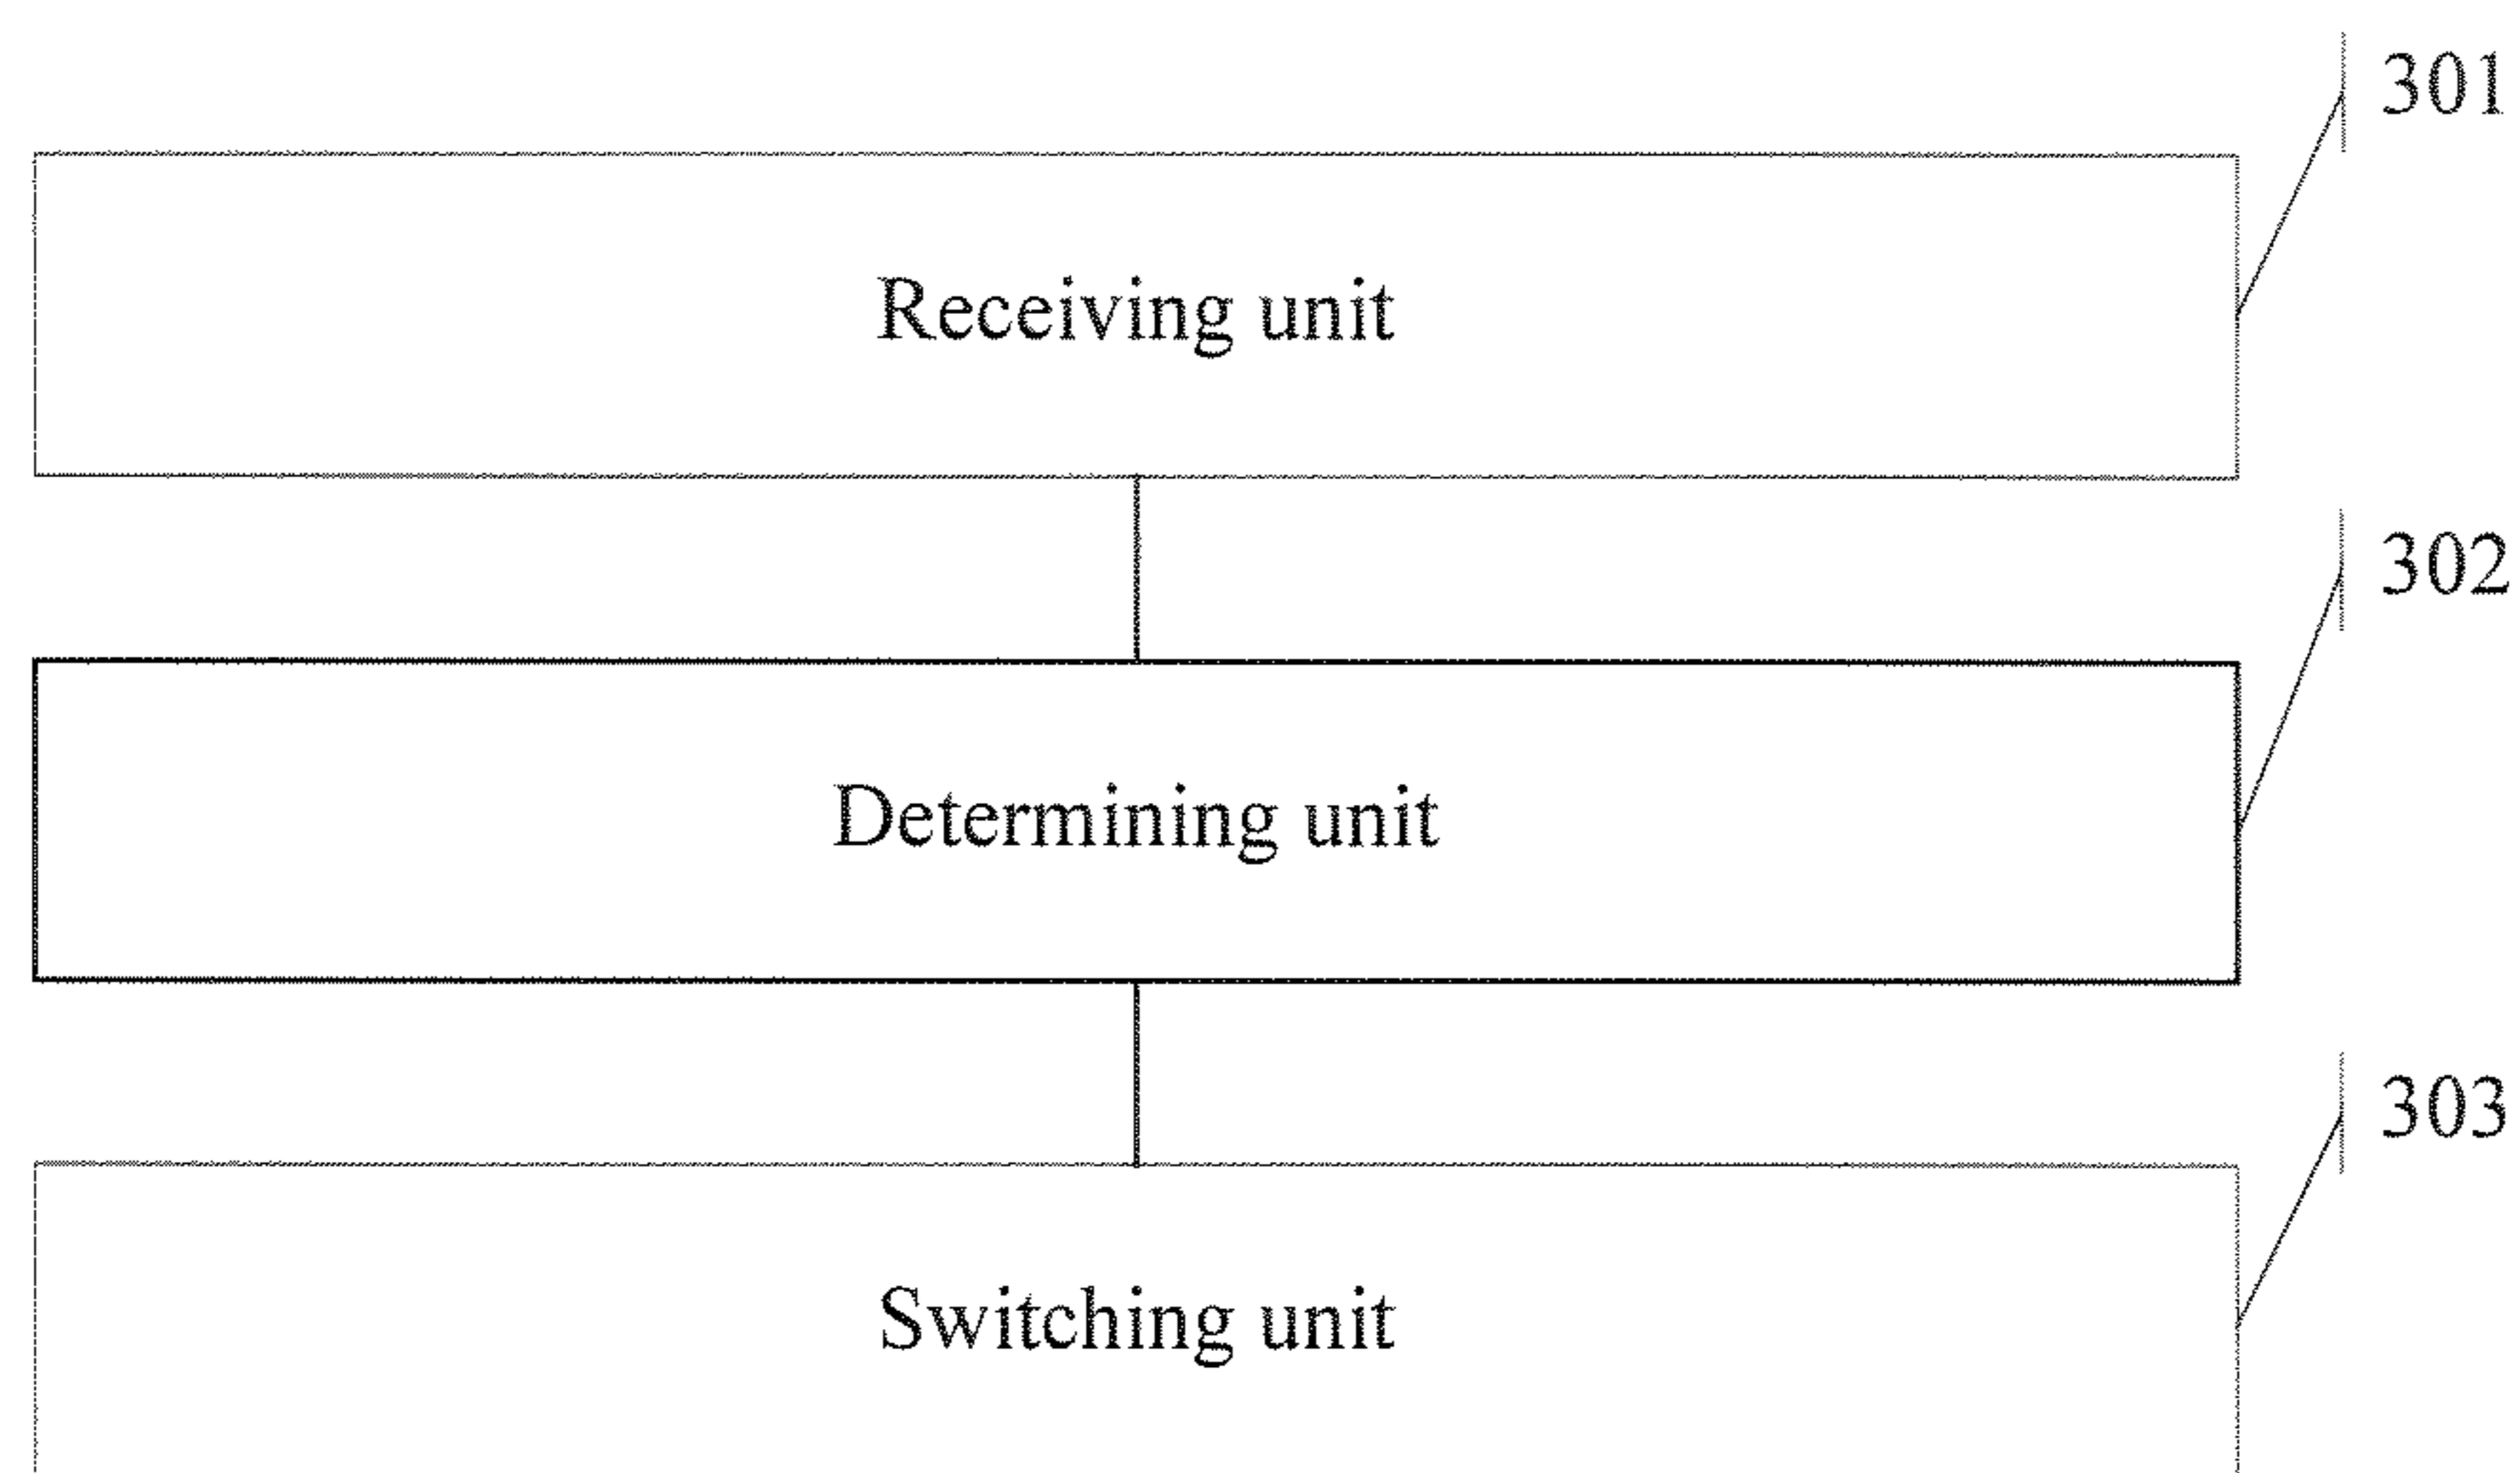 301
Receiving unit
302
Determining unit
303
Switching unit